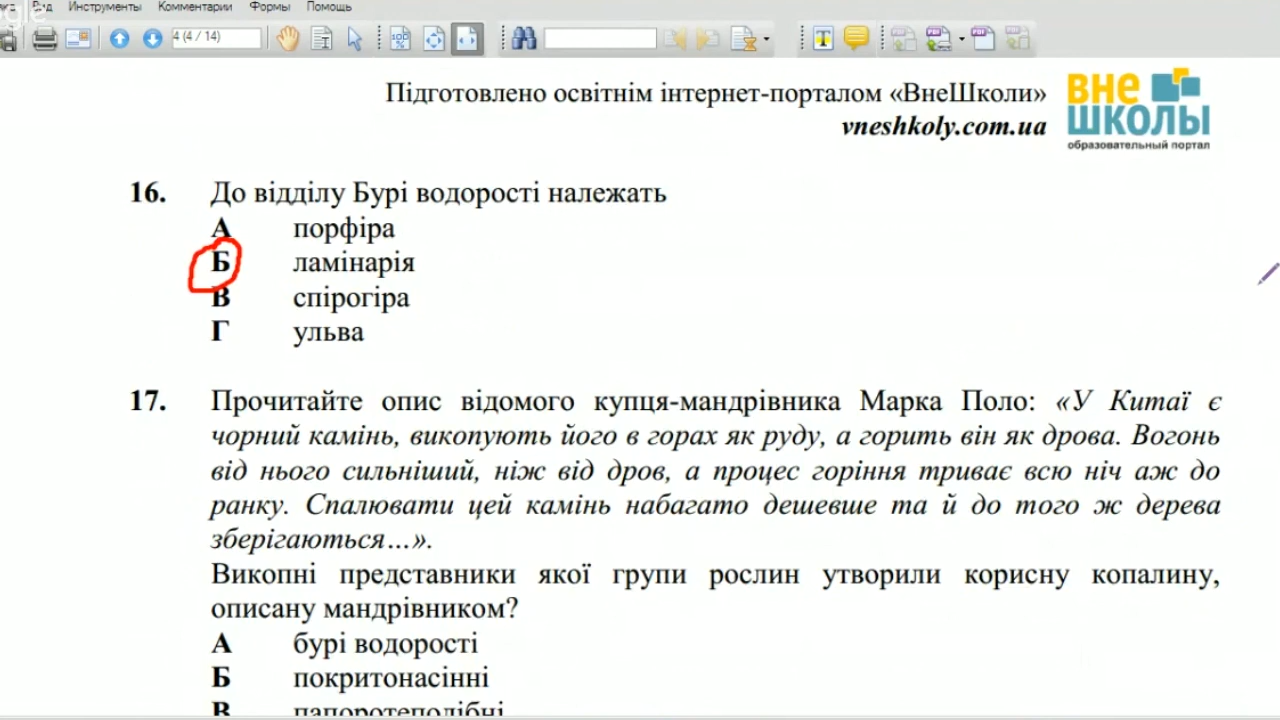 Вид Инструменты Комментарии Формы Помощь
4 (4 / 14)
Підготовлено освітнім інтернет-порталом «ВнеШколи»
vneshkoly.com.ua
вне
школы
образовательный портал
16. До відділу Бурі водорості належать
А порфіра
Б ламінарія
В спірогіра
Г ульва
17. Прочитайте опис відомого купця-мандрівника Марка Поло: «У Китаї є
чорний камінь, викопують його в горах як руду, а горить він як дрова. Вогонь
від нього сильніший, ніж від дров, а процес горіння триває всю ніч аж до
ранку. Спалювати цей камінь набагато дешевше та й до того ж дерева
зберігаються…».
Викопні представники якої групи рослин утворили корисну копалину,
описану мандрівником?
А бурі водорості
Б покритонасінні
В папоротеподібні